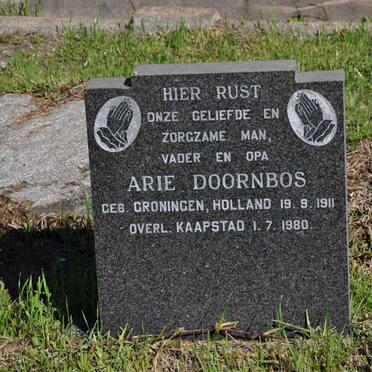 HIER RUST
ONZE GELIEFDE EN
ZORGZAME MAN,
VADER EN OPA
ARIE DOORNBOS
GEB. GRONINGEN, HOLLAND 19.9.1911
OVERL. KAAPSTAD 1.7.1980.